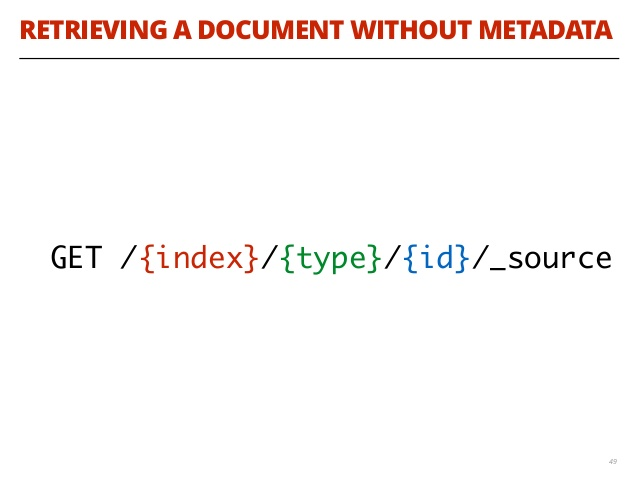 RETRIEVING A DOCUMENT WITHOUT METADATA
GET /{index}/{type}/{id}/_source
49